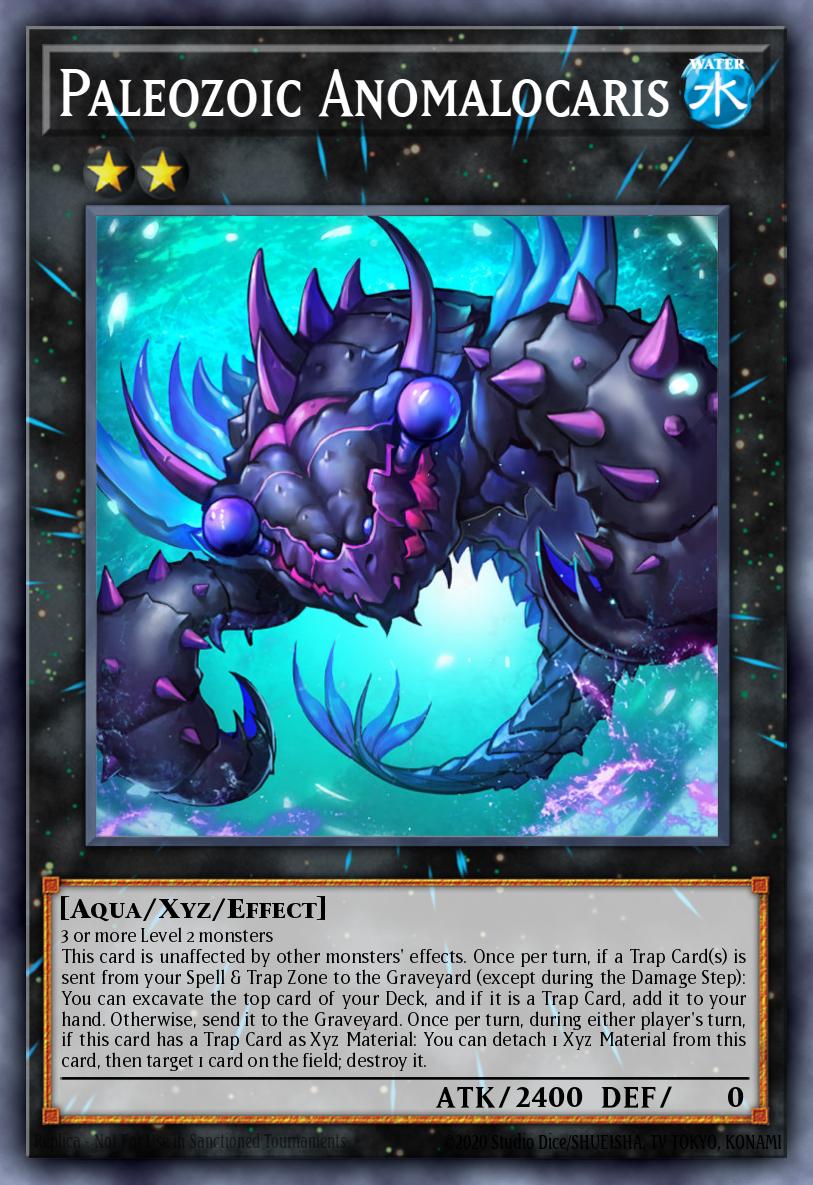 Paleozoic Anomalocaris
WATER
水
[Aqua/Xyz/Effect]
3 or more Level 2 monsters
This card is unaffected by other monsters' effects. Once per turn, if a Trap Card(s) is
sent from your Spell & Trap Zone to the Graveyard (except during the Damage Step):
You can excavate the top card of your Deck, and if it is a Trap Card, add it to your
hand. Otherwise, send it to the Graveyard. Once per turn, during either player's turn,
if this card has a Trap Card as Xyz Material: You can detach 1 Xyz Material from this
card, then target 1 card on the field; destroy it.
ATK/2400 DEF/ 0
Replica - Not For Use in Sanctioned Tournaments
©2020 Studio Dice/SHUEISHA, TV TOKYO, KONAMI